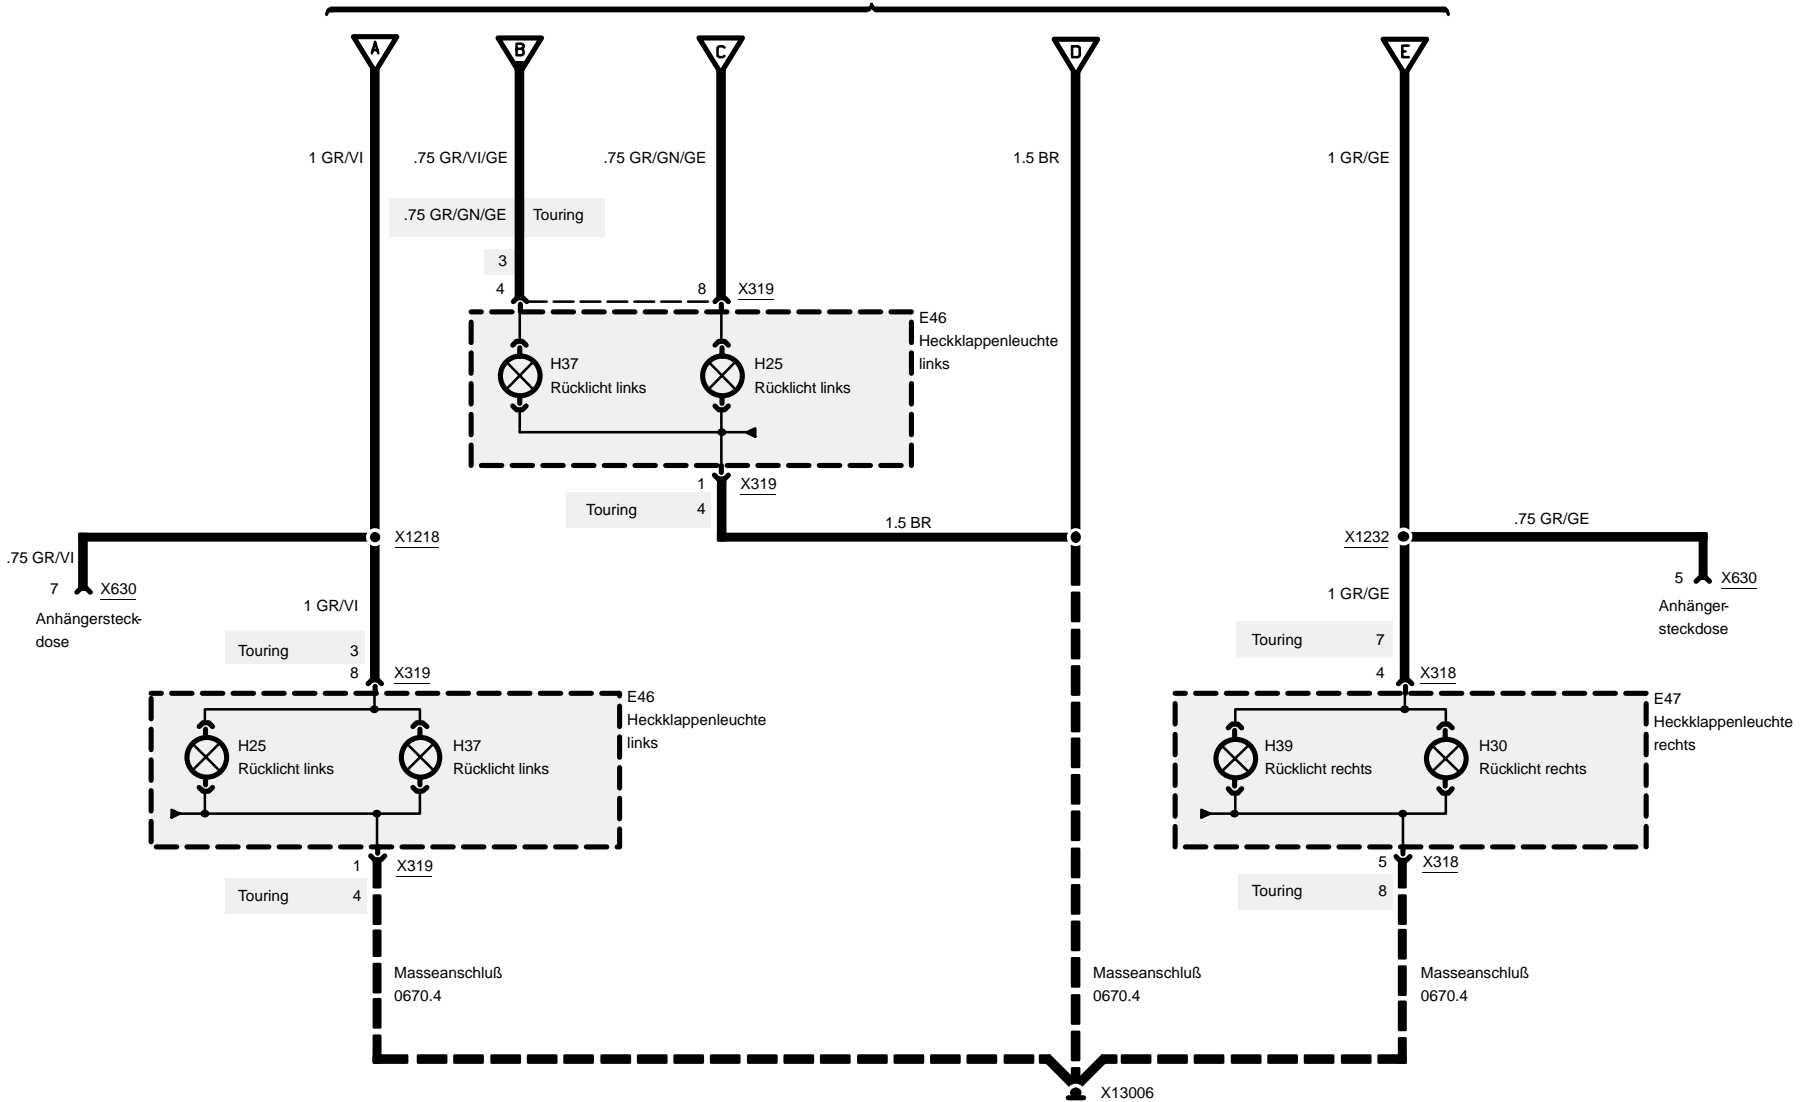 A B C D E
1 GR/VI .75 GR/VI/GE .75 GR/GN/GE 1.5 BR 1 GR/GE
.75 GR/GN/GE Touring
3
4 8 X319
E46
Heckklappenleuchte
links
H37
Rücklicht links
H25
Rücklicht links
1 X319
Touring 4
1.5 BR
X1218
.75 GR/VI
7 X630
Anhängersteck-
dose
1 GR/VI
Touring 3
8 X319
E46
Heckklappenleuchte
links
H25
Rücklicht links
H37
Rücklicht links
1 X319
Touring 4
Masseanschluß
0670.4
Masseanschluß
0670.4
X1232
.75 GR/GE
5 X630
Anhänger-
steckdose
1 GR/GE
Touring 7
4 X318
E47
Heckklappenleuchte
rechts
H39
Rücklicht rechts
H30
Rücklicht rechts
5 X318
Touring 8
Masseanschluß
0670.4
X13006